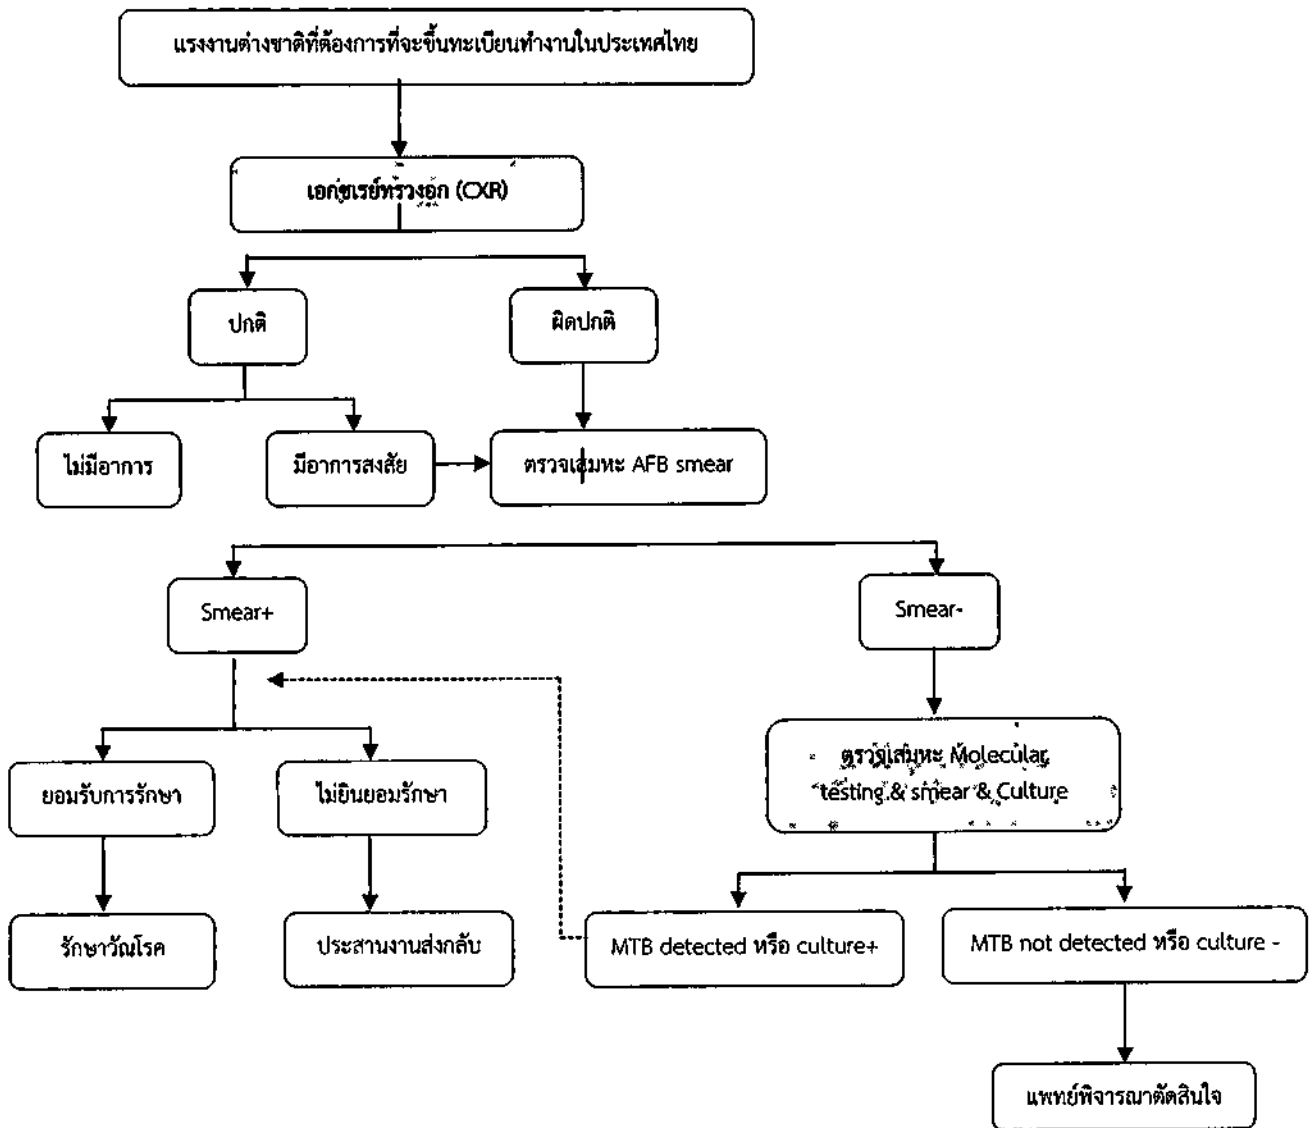 แรงงานต่างชาติที่ต้องการที่จะขึ้นทะเบียนทำงานในประเทศไทย
เอกซเรย์ทรวงอก (CXR)
ปกติ
ผิดปกติ
ไม่มีอาการ
มีอาการสงสัย
ตรวจเสมหะ AFB smear
Smear+
Smear-
ตรวจเสมหะ Molecular
testing & smear & Culture
ยอมรับการรักษา
ไม่ยินยอมรักษา
รักษาวัณโรค
ประสานงานส่งกลับ
MTB detected หรือ culture+
MTB not detected หรือ culture -
แพทย์พิจารณาตัดสินใจ